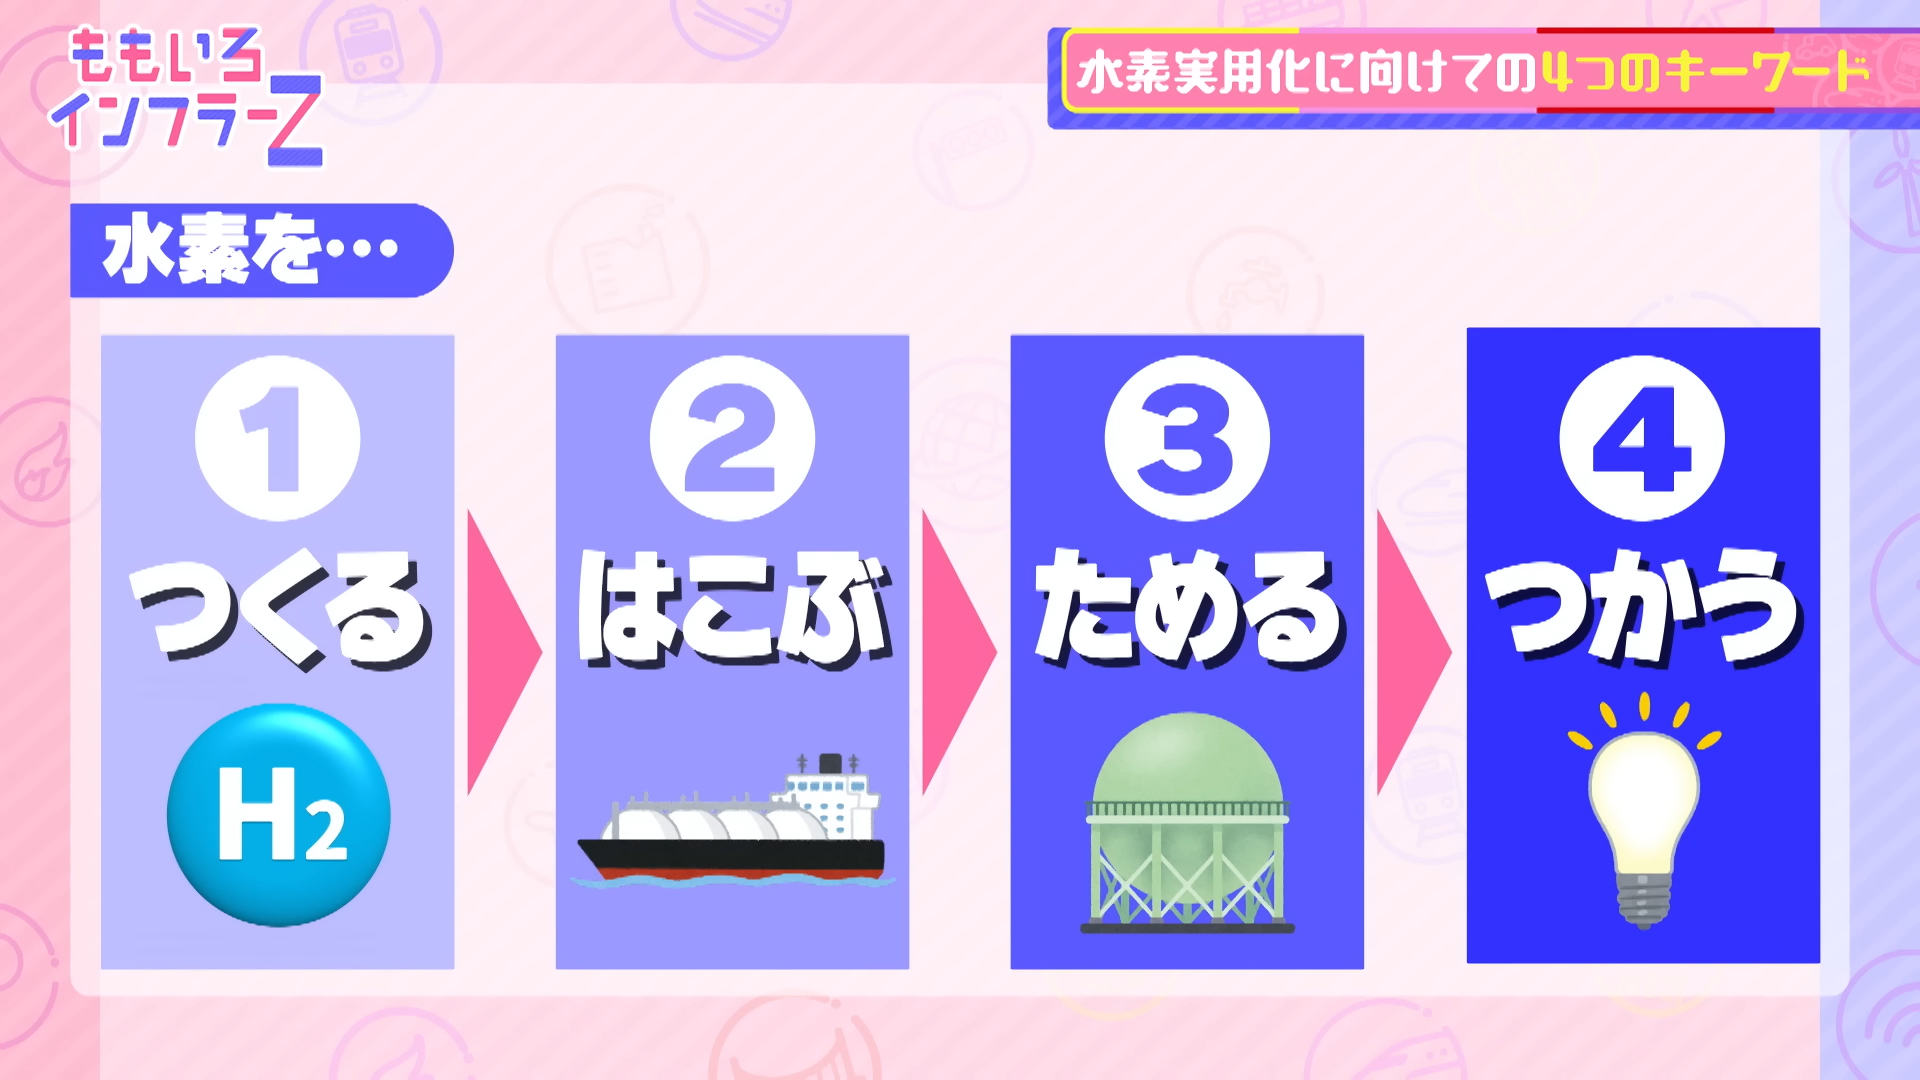 ももいろ
インフラーZ
水素実用化に向けての4つのキーワード
水素を…
1
つくる
H2
2
はこぶ
3
ためる
4
つかう